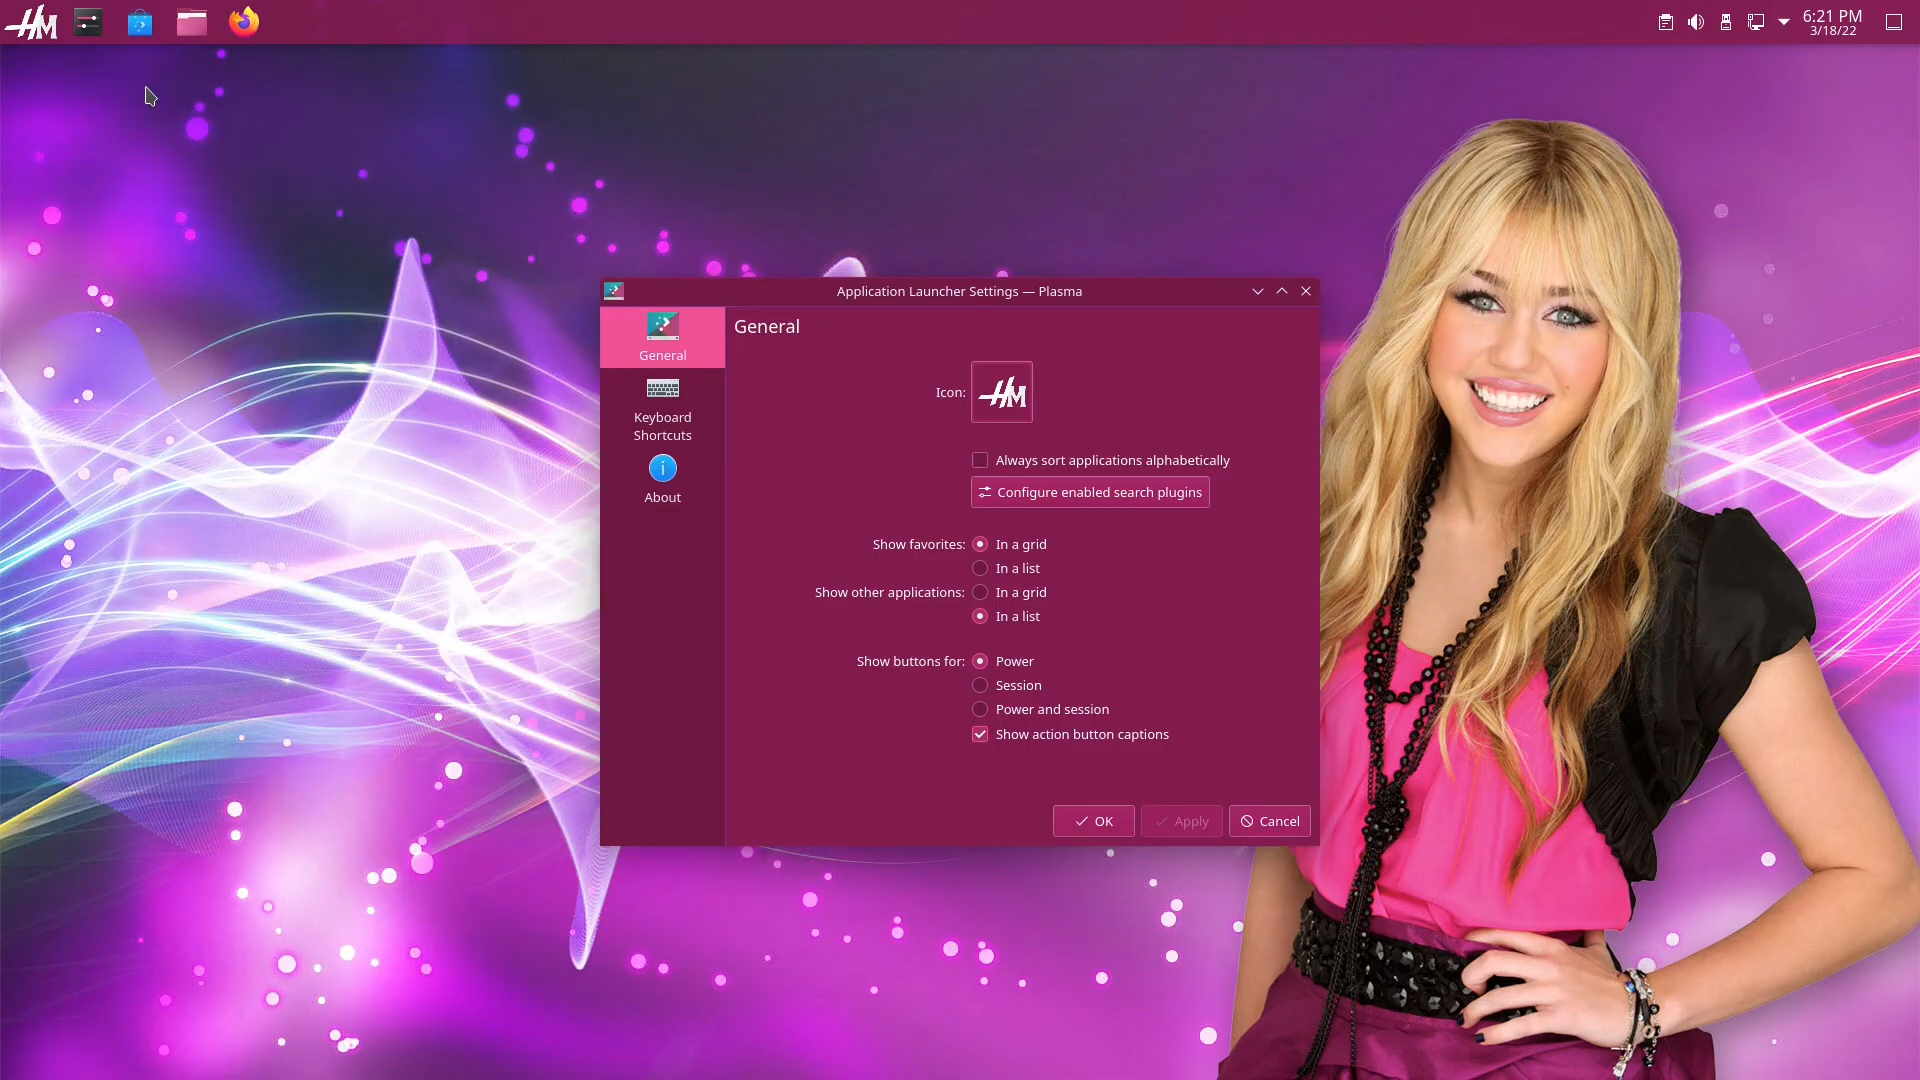 HM
6:21 PM
3/18/22
Application Launcher Settings — Plasma
General
Keyboard
Shortcuts
About
General
Icon: HM
Always sort applications alphabetically
Configure enabled search plugins
Show favorites: In a grid
In a list
Show other applications: In a grid
In a list
Show buttons for: Power
Session
Power and session
Show action button captions
OK Apply Cancel